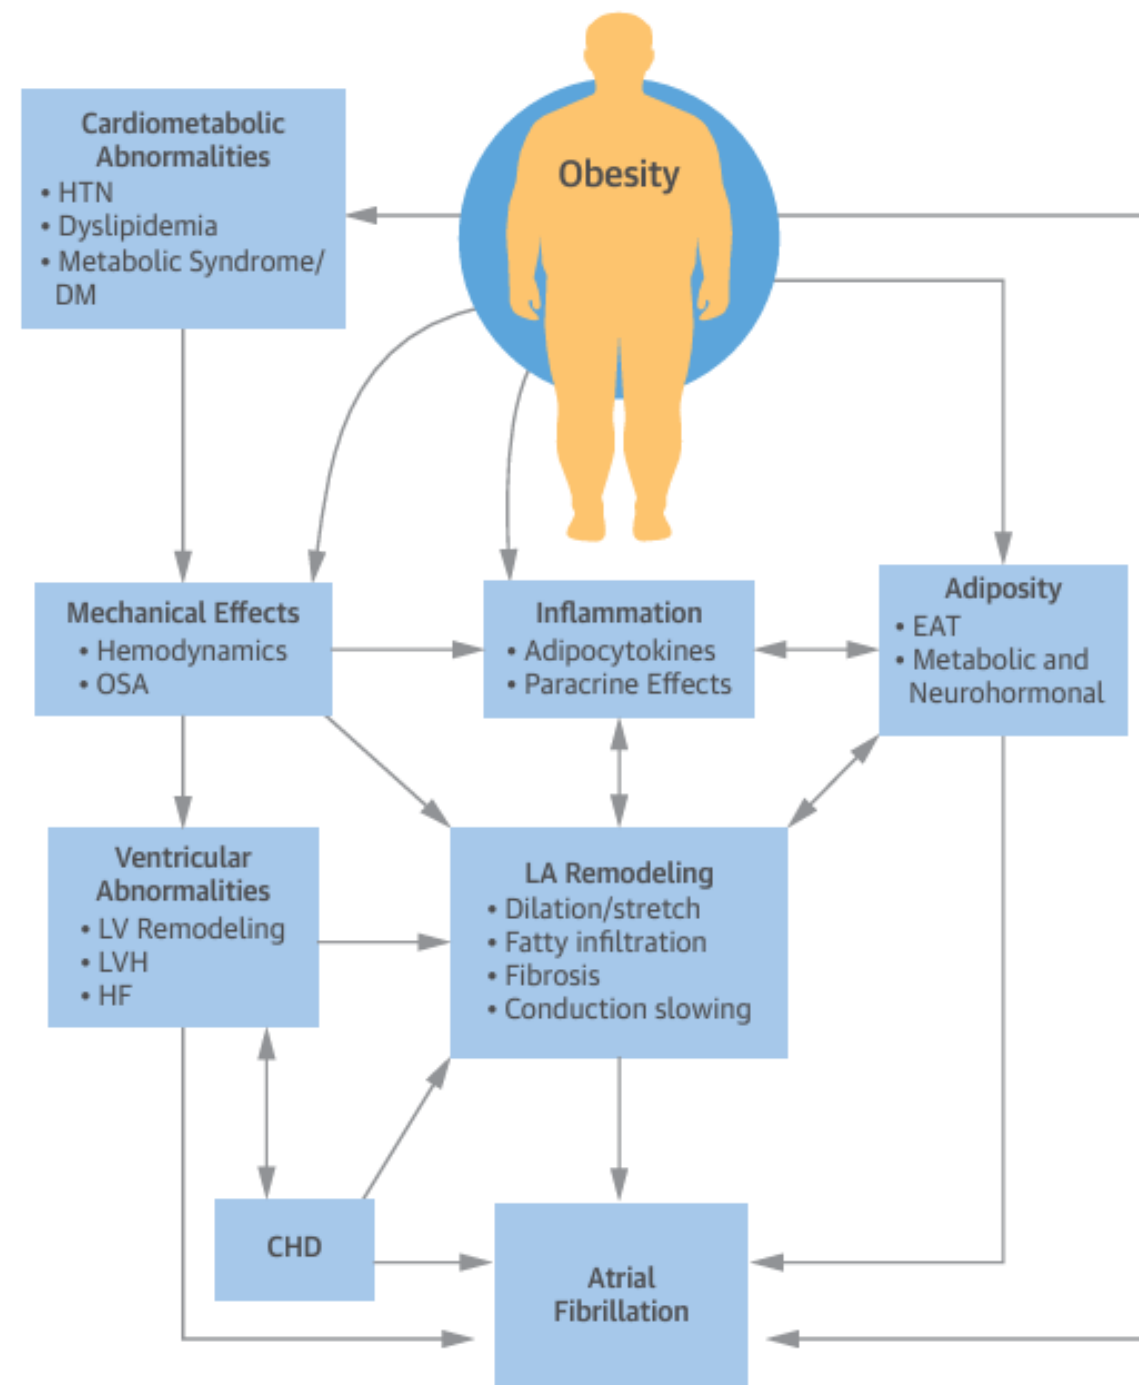 Obesity
Cardiometabolic
Abnormalities
• HTN
• Dyslipidemia
• Metabolic Syndrome/
DM
Mechanical Effects
• Hemodynamics
• OSA
Inflammation
• Adipocytokines
• Paracrine Effects
Adiposity
• EAT
• Metabolic and
Neurohormonal
Ventricular
Abnormalities
• LV Remodeling
• LVH
• HF
LA Remodeling
• Dilation/stretch
• Fatty infiltration
• Fibrosis
• Conduction slowing
CHD
Atrial
Fibrillation